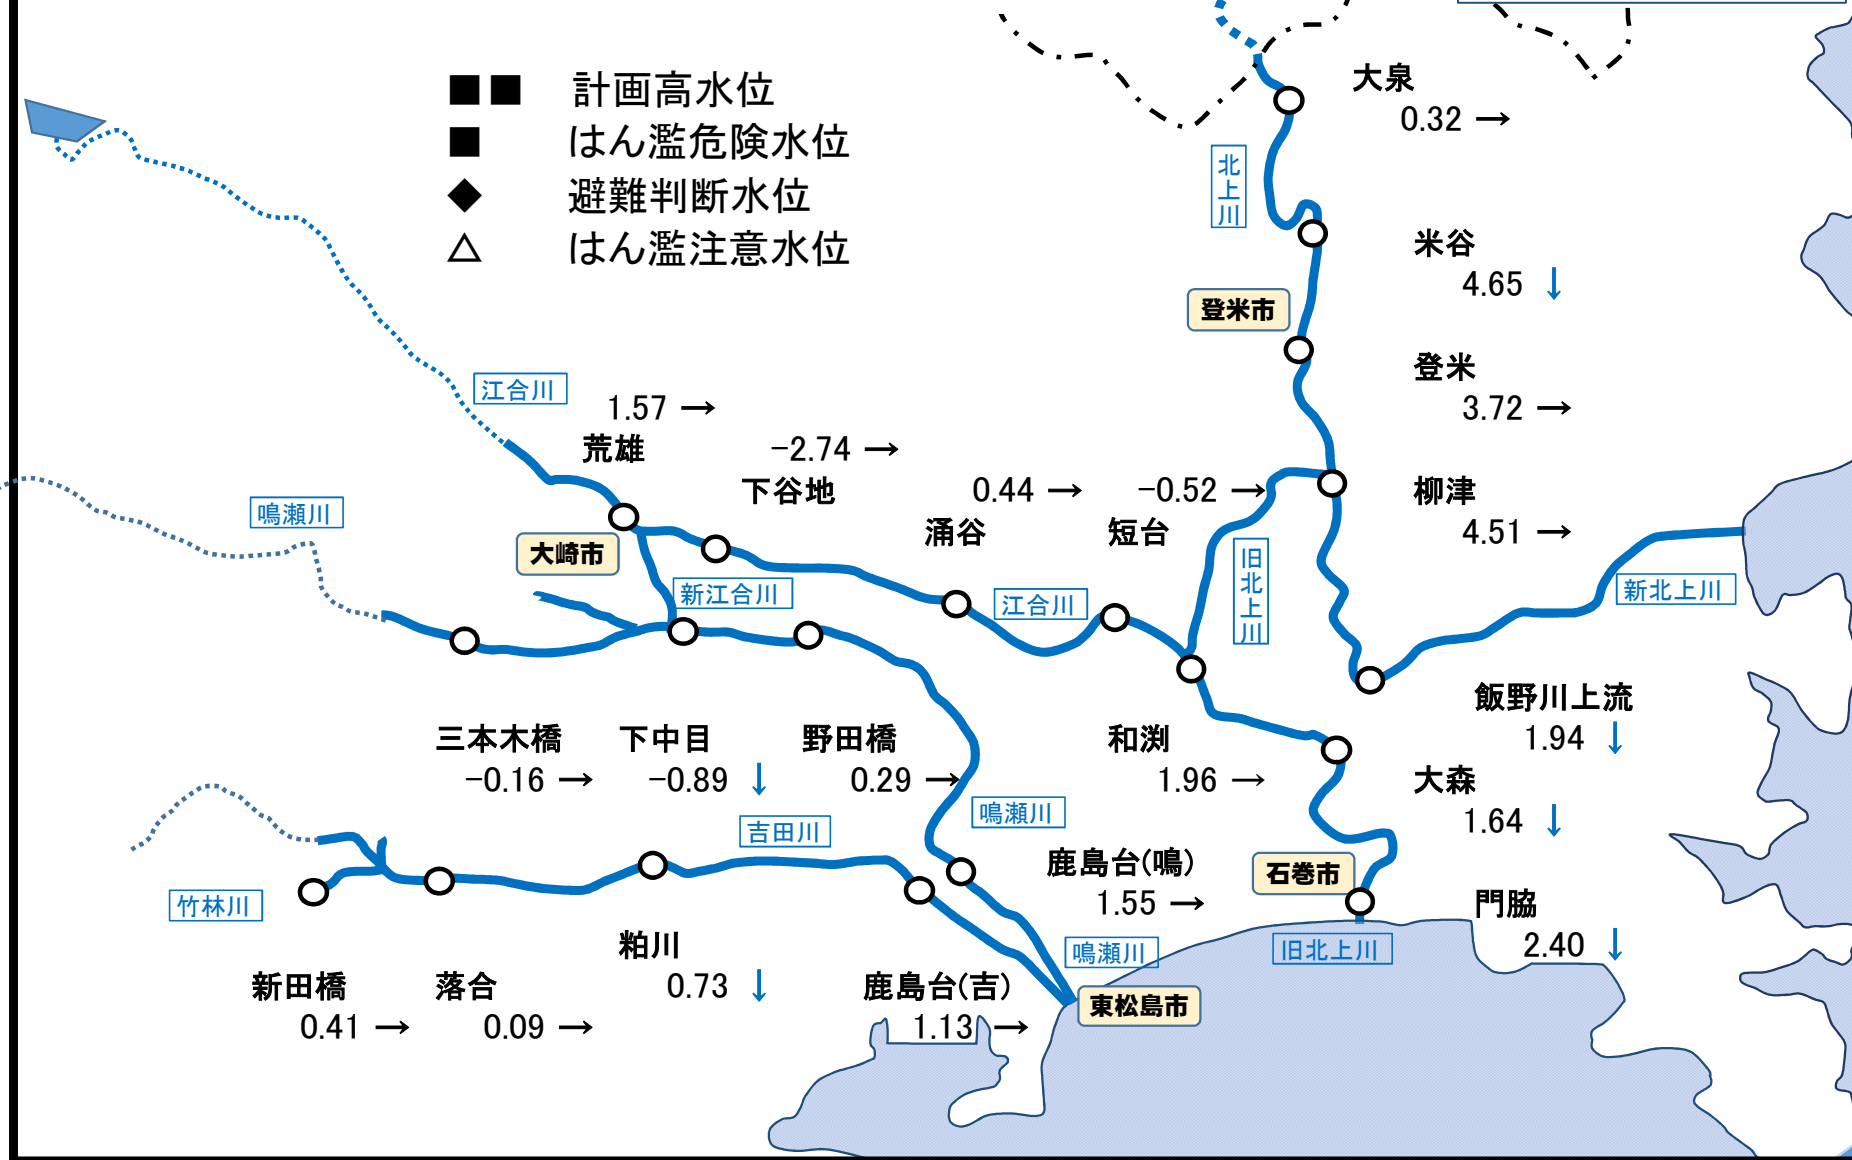 ■■ 計画高水位
■ はん濫危険水位
◆ 避難判断水位
△ はん濫注意水位
大泉
0.32 →
北上川
米谷
4.65 ↓
登米市
登米
3.72 →
江合川
1.57 →
荒雄
-2.74 →
下谷地
0.44 →
涌谷
-0.52 →
短台
柳津
4.51 →
鳴瀬川
大崎市
新江合川
江合川
旧北上川
新北上川
飯野川上流
1.94 ↓
三本木橋
-0.16 →
下中目
-0.89 ↓
野田橋
0.29 →
和渕
1.96 →
大森
1.64 ↓
鳴瀬川
吉田川
鹿島台(鳴)
1.55 →
石巻市
門脇
2.40 ↓
竹林川
粕川
0.73 ↓
鳴瀬川
旧北上川
新田橋
0.41 →
落合
0.09 →
鹿島台(吉)
1.13 →
東松島市